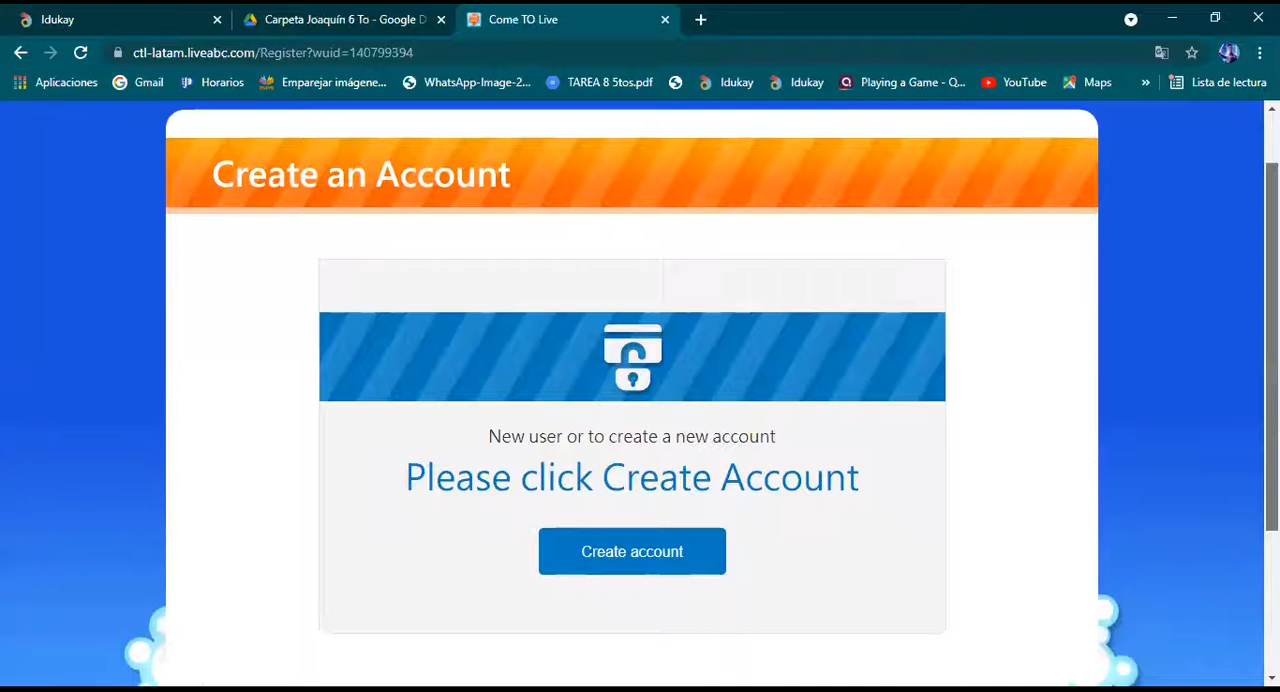 Idukay
Carpeta Joaquín 6 To - Google D
Come TO Live
ctl-latam.liveabc.com/Register?wuid=140799394
Aplicaciones
Gmail
Horarios
Emparejar imágene...
WhatsApp-Image-2...
TAREA 8 5tos.pdf
Idukay
Idukay
Playing a Game - Q...
YouTube
Maps
»
Lista de lectura
Create an Account
New user or to create a new account
Please click Create Account
Create account